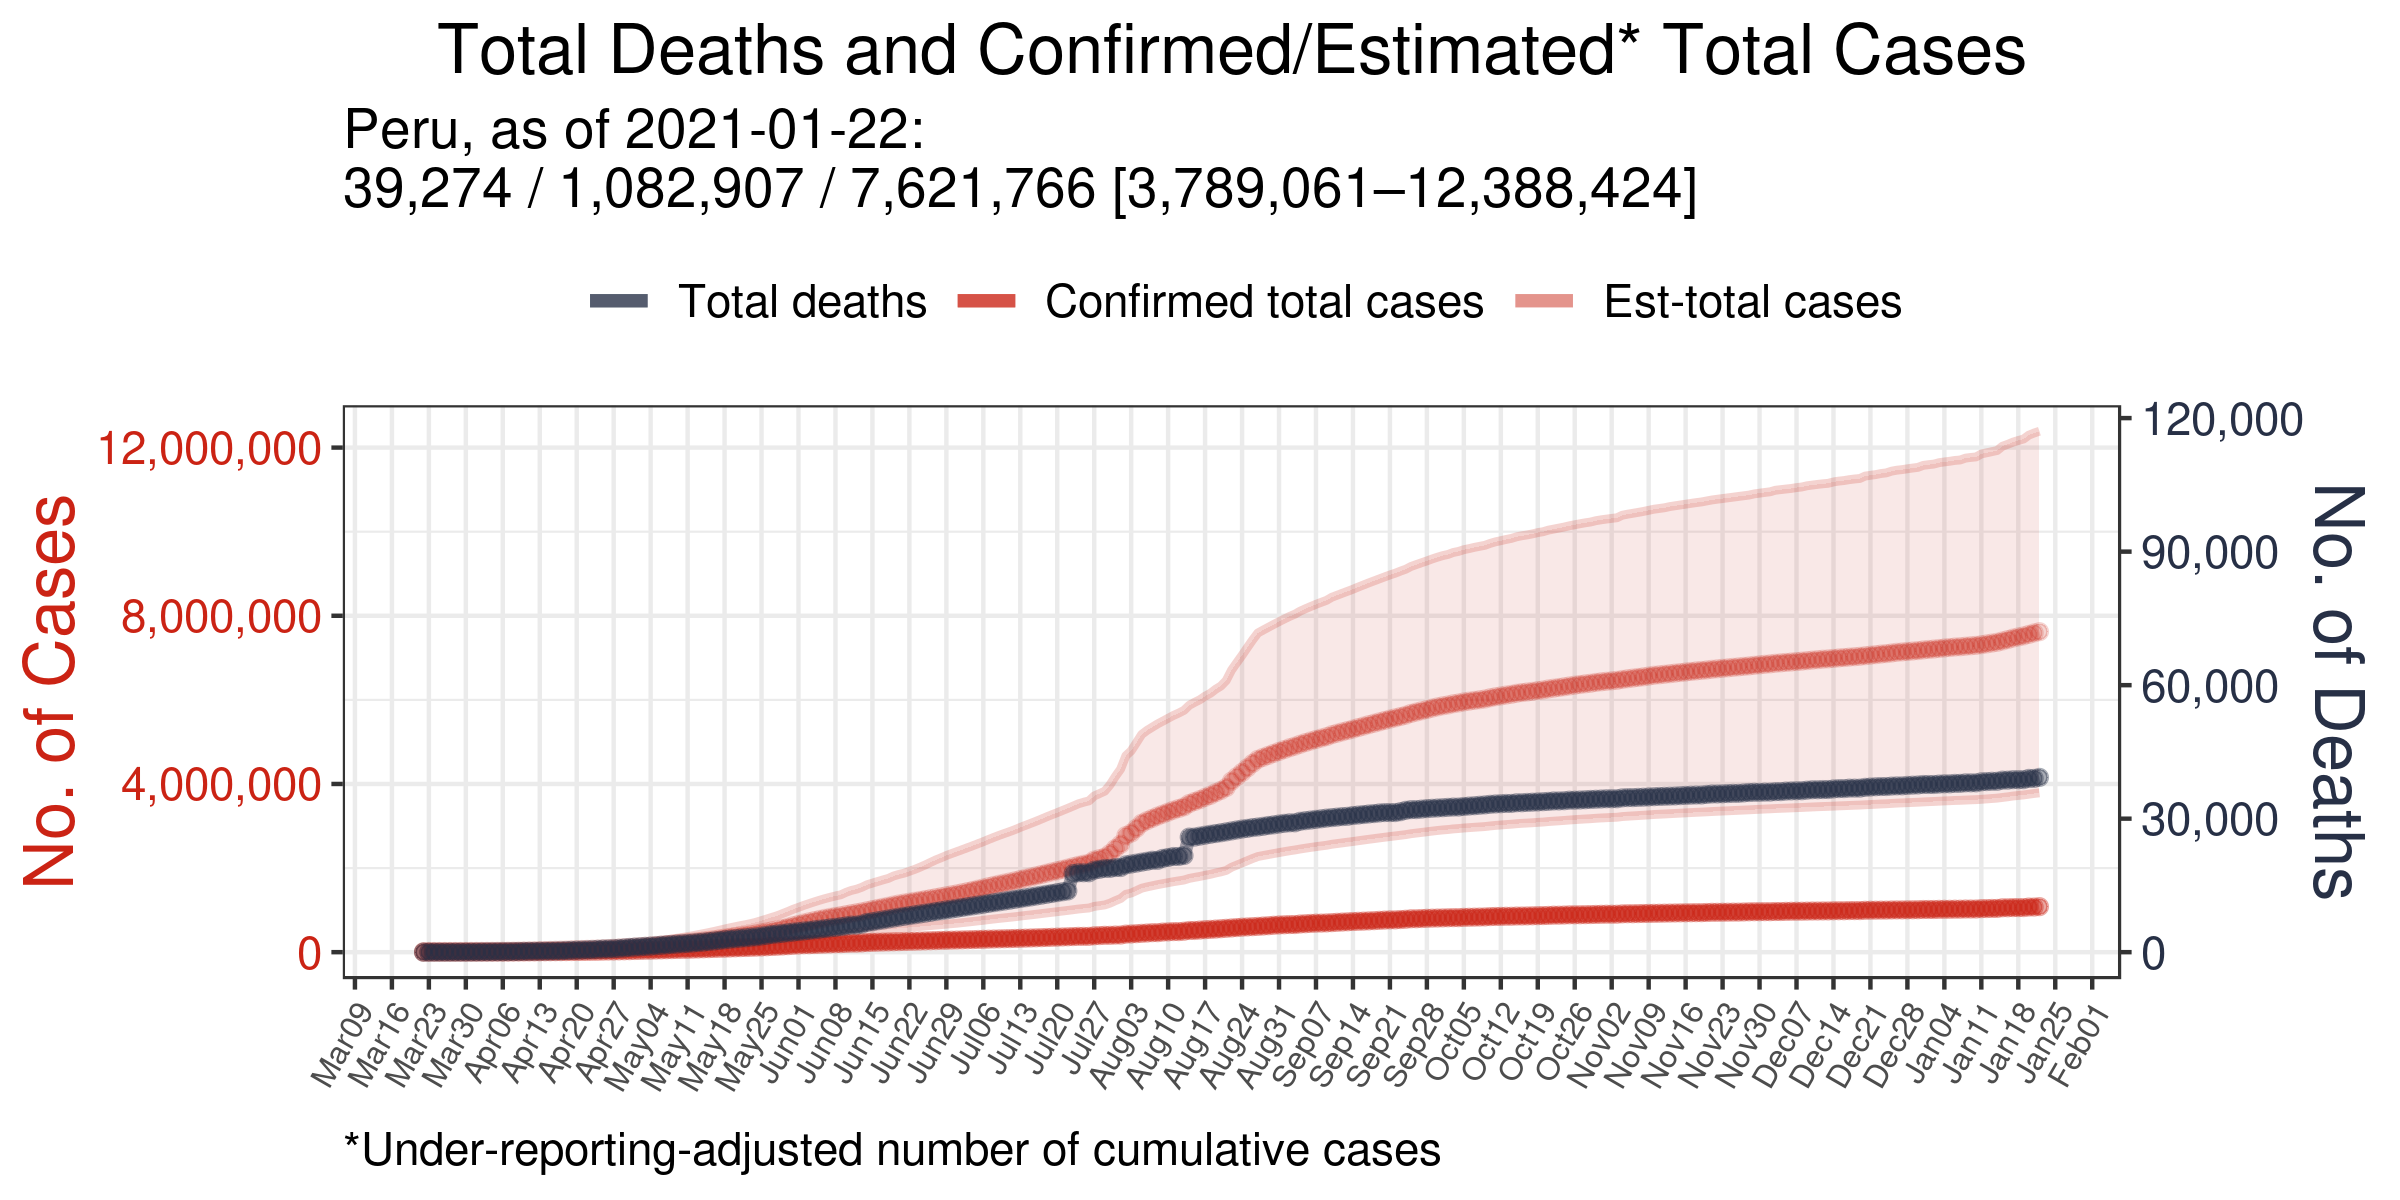 Total Deaths and Confirmed/Estimated* Total Cases
Peru, as of 2021-01-22:
39,274 / 1,082,907 / 7,621,766 [3,789,061–12,388,424]
Total deaths
Confirmed total cases
Est-total cases
No. of Cases
12,000,000
8,000,000
4,000,000
0
120,000
90,000
60,000
30,000
0
No. of Deaths
Mar09
Mar16
Mar23
Mar30
Apr06
Apr13
Apr20
Apr27
May04
May11
May18
May25
Jun01
Jun08
Jun15
Jun22
Jun29
Jul06
Jul13
Jul20
Jul27
Aug03
Aug10
Aug17
Aug24
Aug31
Sep07
Sep14
Sep21
Sep28
Oct05
Oct12
Oct19
Oct26
Nov02
Nov09
Nov16
Nov23
Nov30
Dec07
Dec14
Dec21
Dec28
Jan04
Jan11
Jan18
Jan25
Feb01
*Under-reporting-adjusted number of cumulative cases